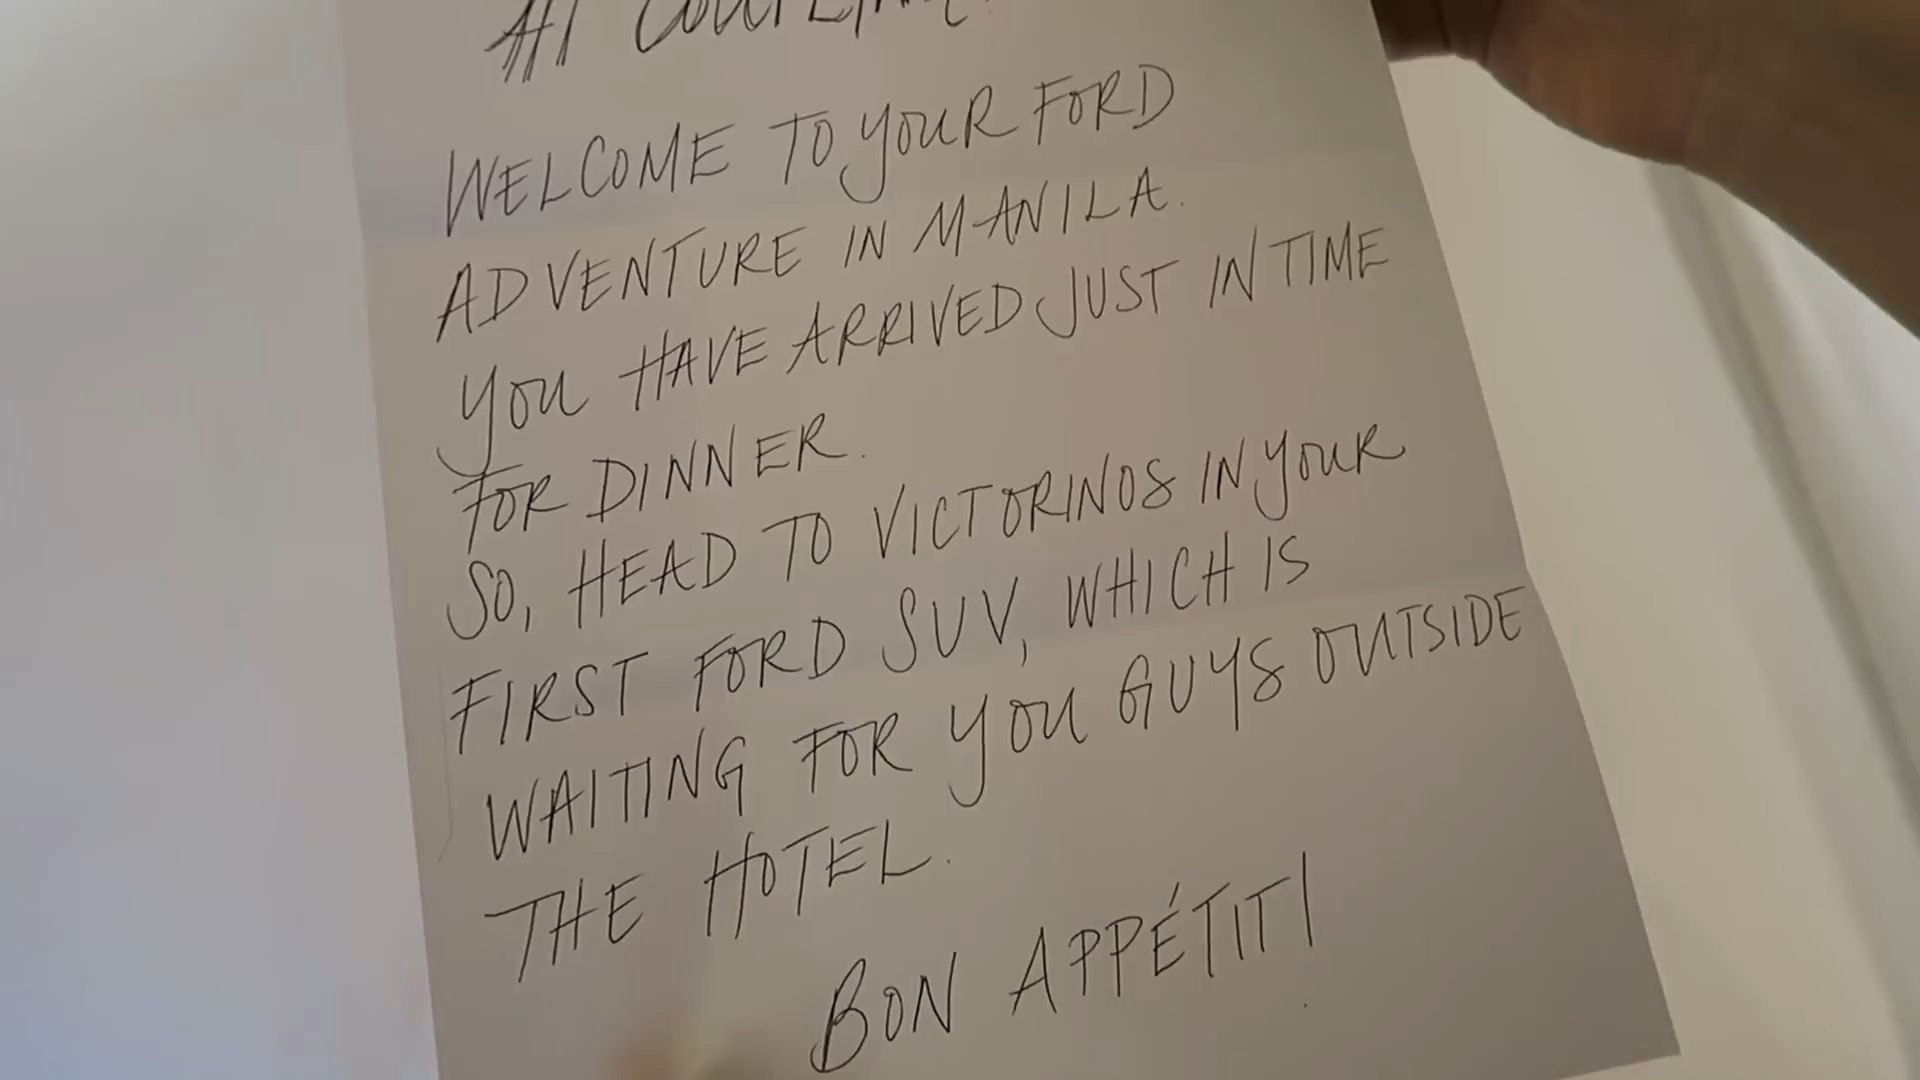 HI
WELCOME TO YOUR FORD
ADVENTURE IN MANILA.
YOU HAVE ARRIVED JUST IN TIME
FOR DINNER.
SO, HEAD TO VICTORINOS IN YOUR
FIRST FORD SUV, WHICH IS
WAITING FOR YOU GUYS OUTSIDE
THE HOTEL.
BON APPÉTIT!